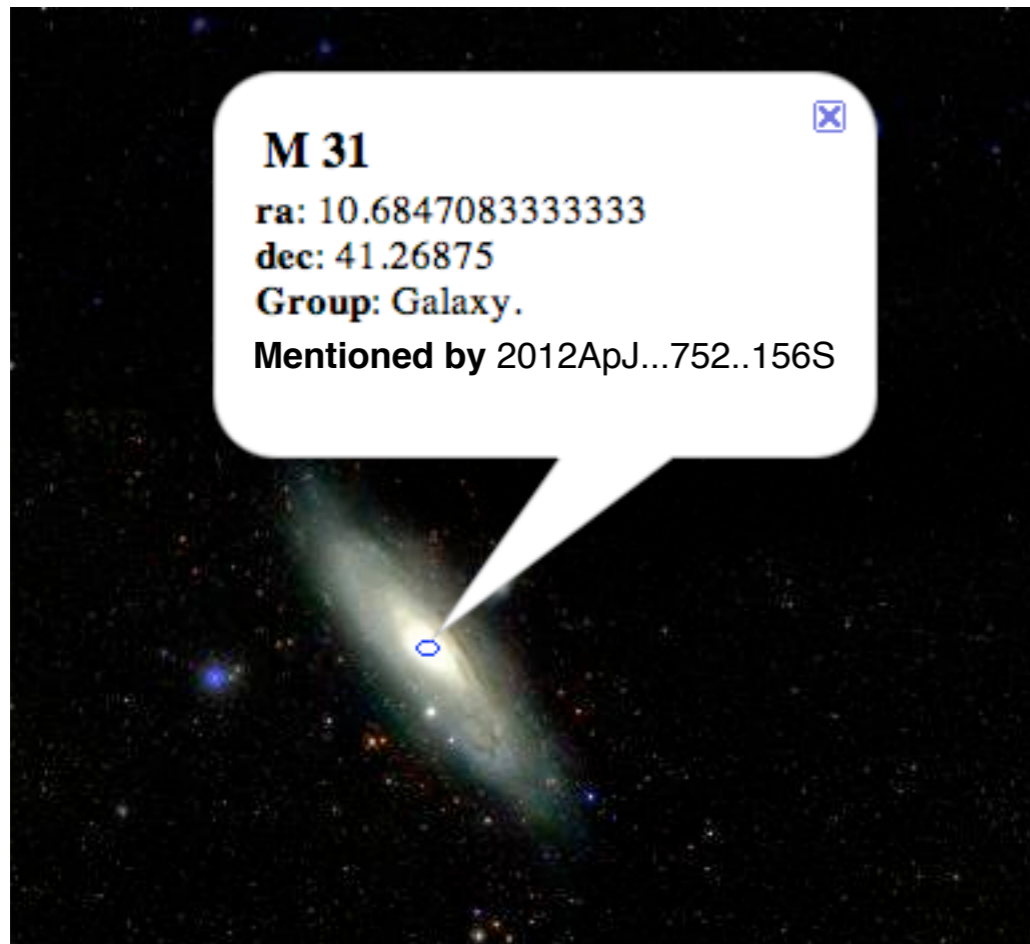 M 31
ra: 10.6847083333333
dec: 41.26875
Group: Galaxy.
Mentioned by 2012ApJ...752..156S